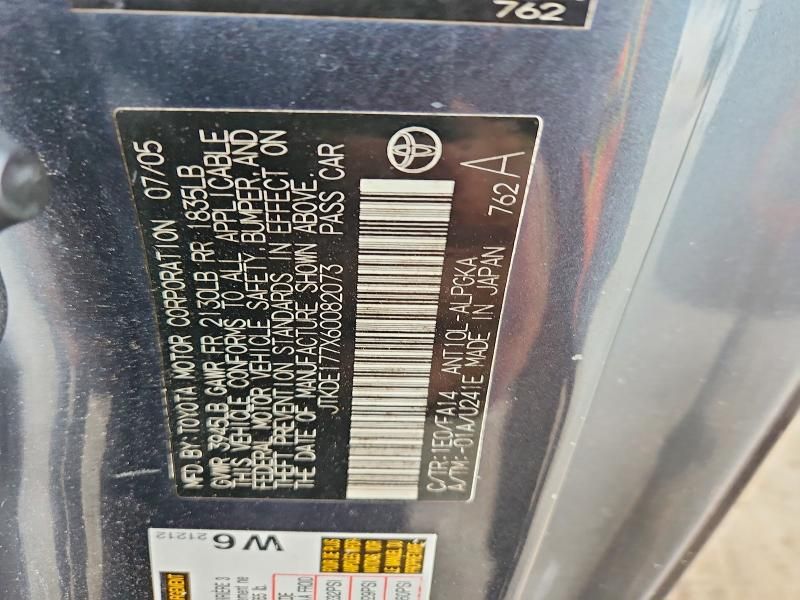 762
MFD. BY: TOYOTA MOTOR CORPORATION 07/05
GVWR 3945LB GAWR-FR 2130LB RR 1835LB
THIS VEHICLE CONFORMS TO ALL APPLICABLE
FEDERAL MOTOR VEHICLE SAFETY, BUMPER, AND
THEFT PREVENTION STANDARDS IN EFFECT ON
THE DATE OF MANUFACTURE SHOWN ABOVE.
JTKDE177X60082073 PASS CAR
C/TR: 1E0/FA14 ANT10L-ALPGKA
A/TM: -01A/U241E MADE IN JAPAN 762 A
21212
W6